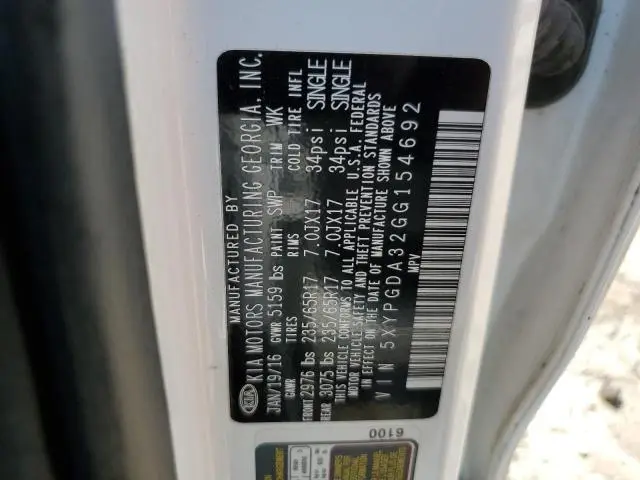 KIA
MANUFACTURED BY
KIA MOTORS MANUFACTURING GEORGIA, INC.
JAN/19/16 GVWR 5159 lbs PAINT SWP TRIM WK
GAWR TIRES RIMS COLD TIRE INFL
FRONT 2976 lbs 235/65R17 7.0JX17 34psi SINGLE
REAR 3075 lbs 235/65R17 7.0JX17 34psi SINGLE
THIS VEHICLE CONFORMS TO ALL APPLICABLE U.S.A. FEDERAL
MOTOR VEHICLE SAFETY AND THEFT PREVENTION STANDARDS
IN EFFECT ON THE DATE OF MANUFACTURE SHOWN ABOVE
VIN 5XYPGDA32GG154692
MPV
6100